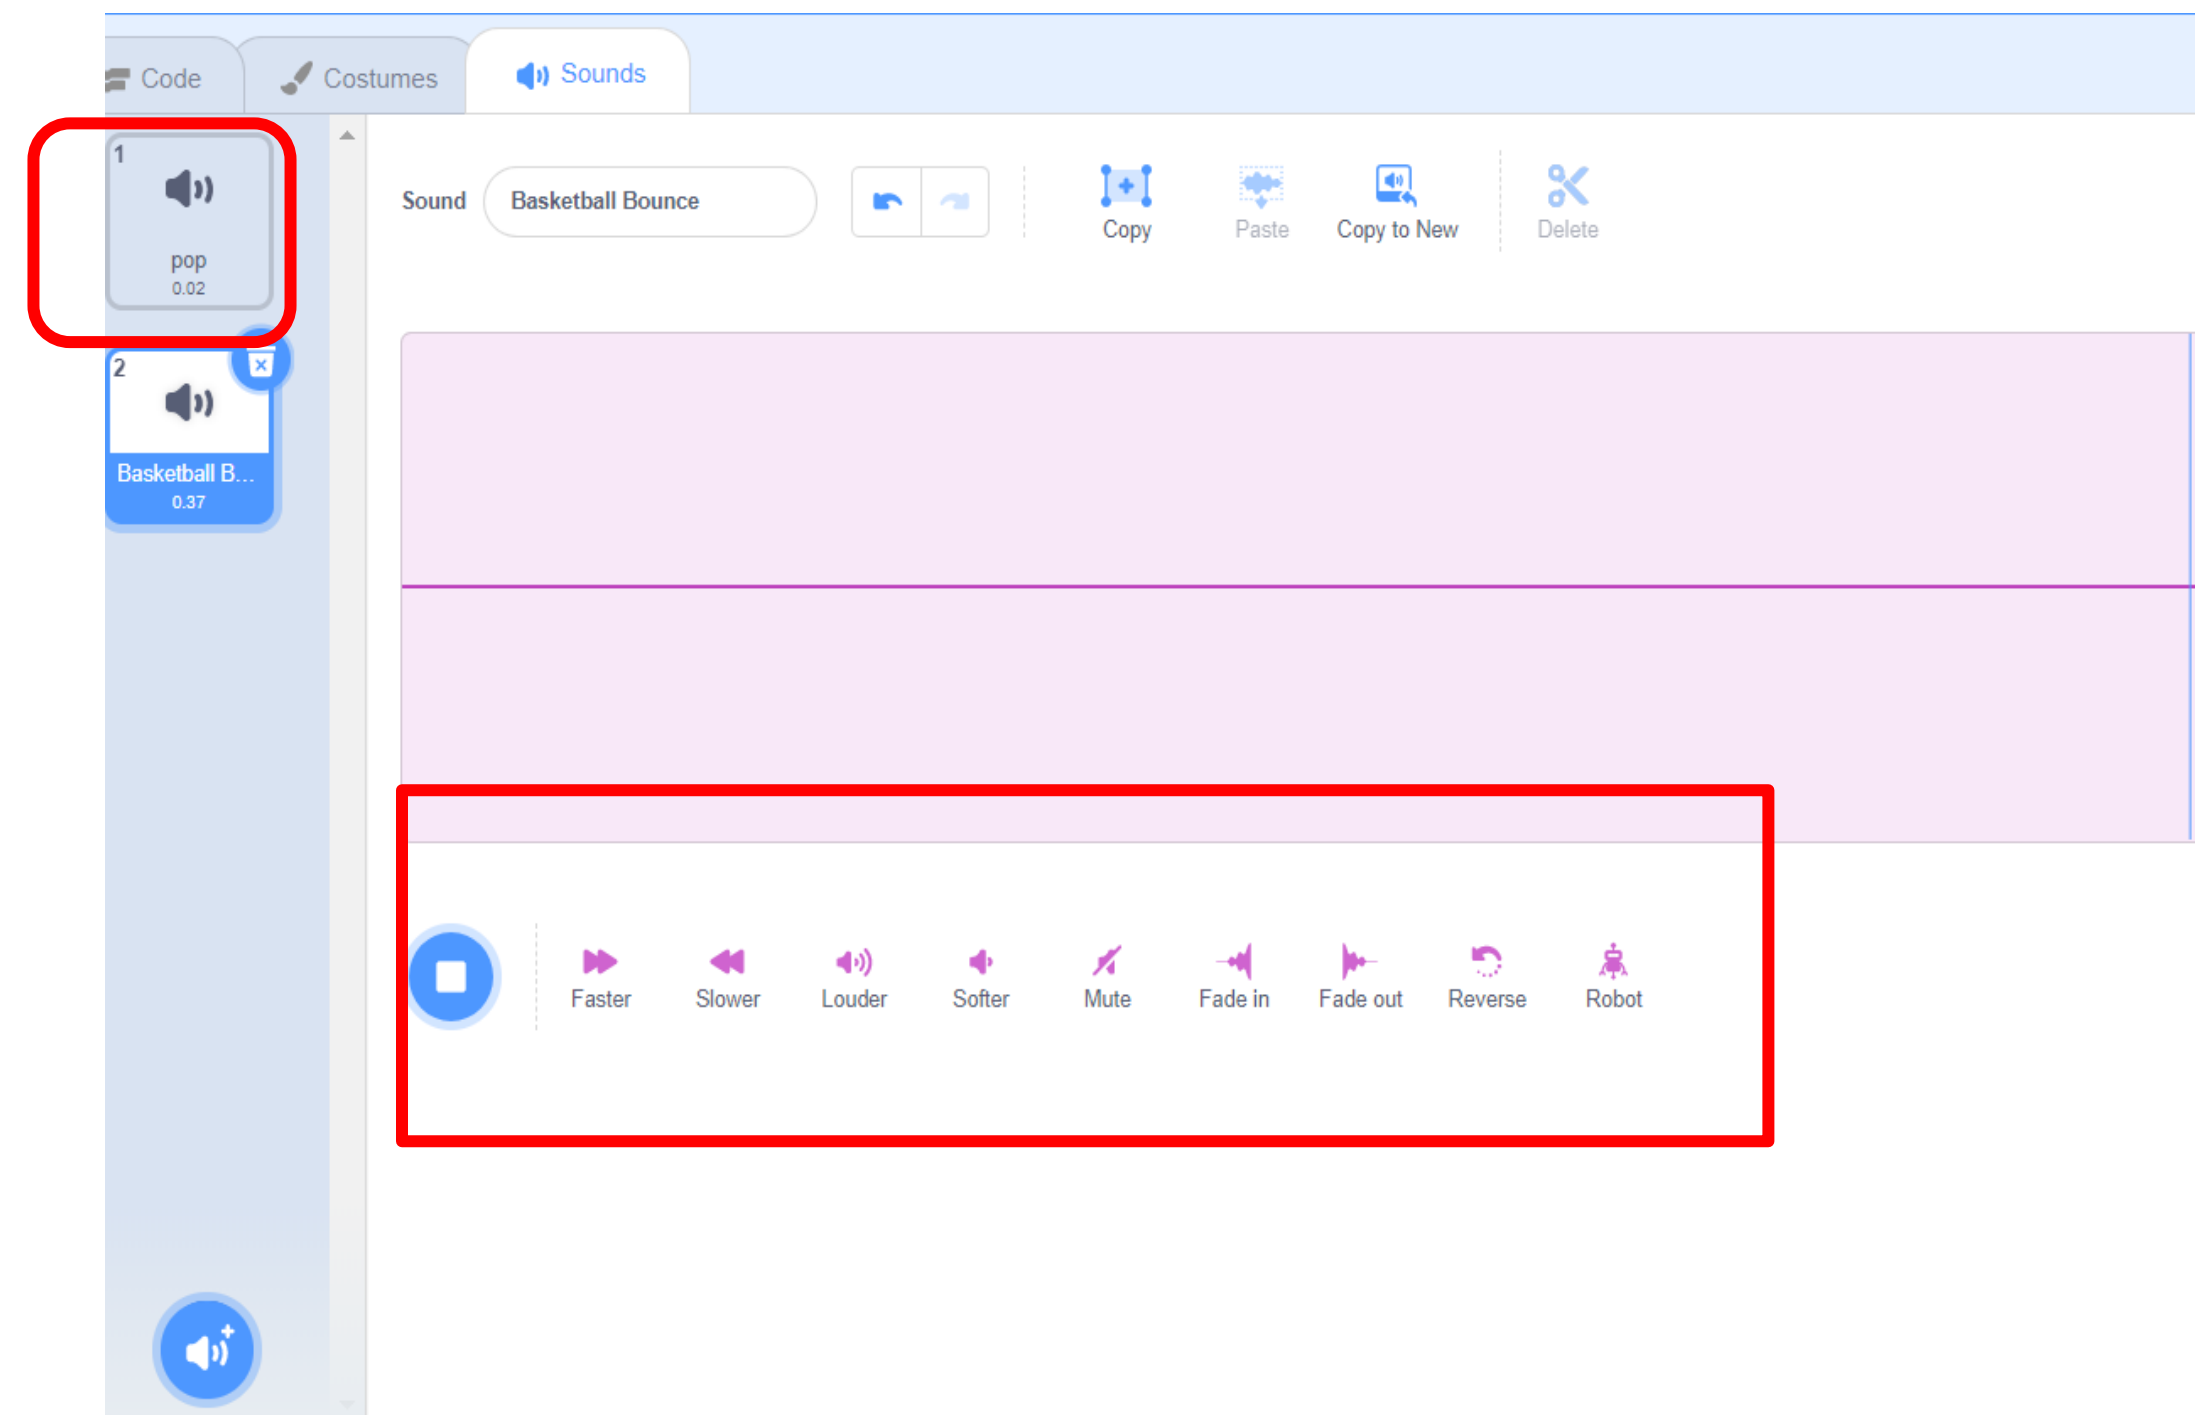 Code Costumes Sounds
1
pop
0.02
2
Basketball B...
0.37
Sound Basketball Bounce
Copy Paste Copy to New Delete
Faster Slower Louder Softer Mute Fade in Fade out Reverse Robot